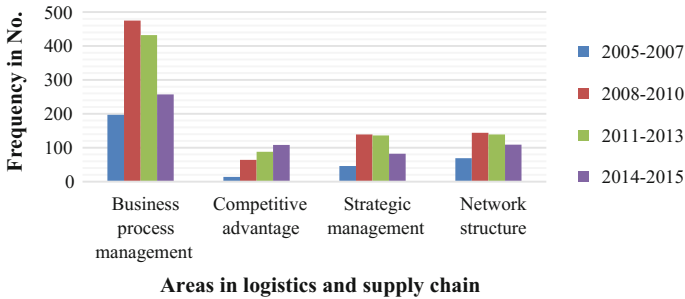 500
400
300
200
100
0
Frequency in No.
Business process management
Competitive advantage
Strategic management
Network structure
Areas in logistics and supply chain
2005-2007
2008-2010
2011-2013
2014-2015